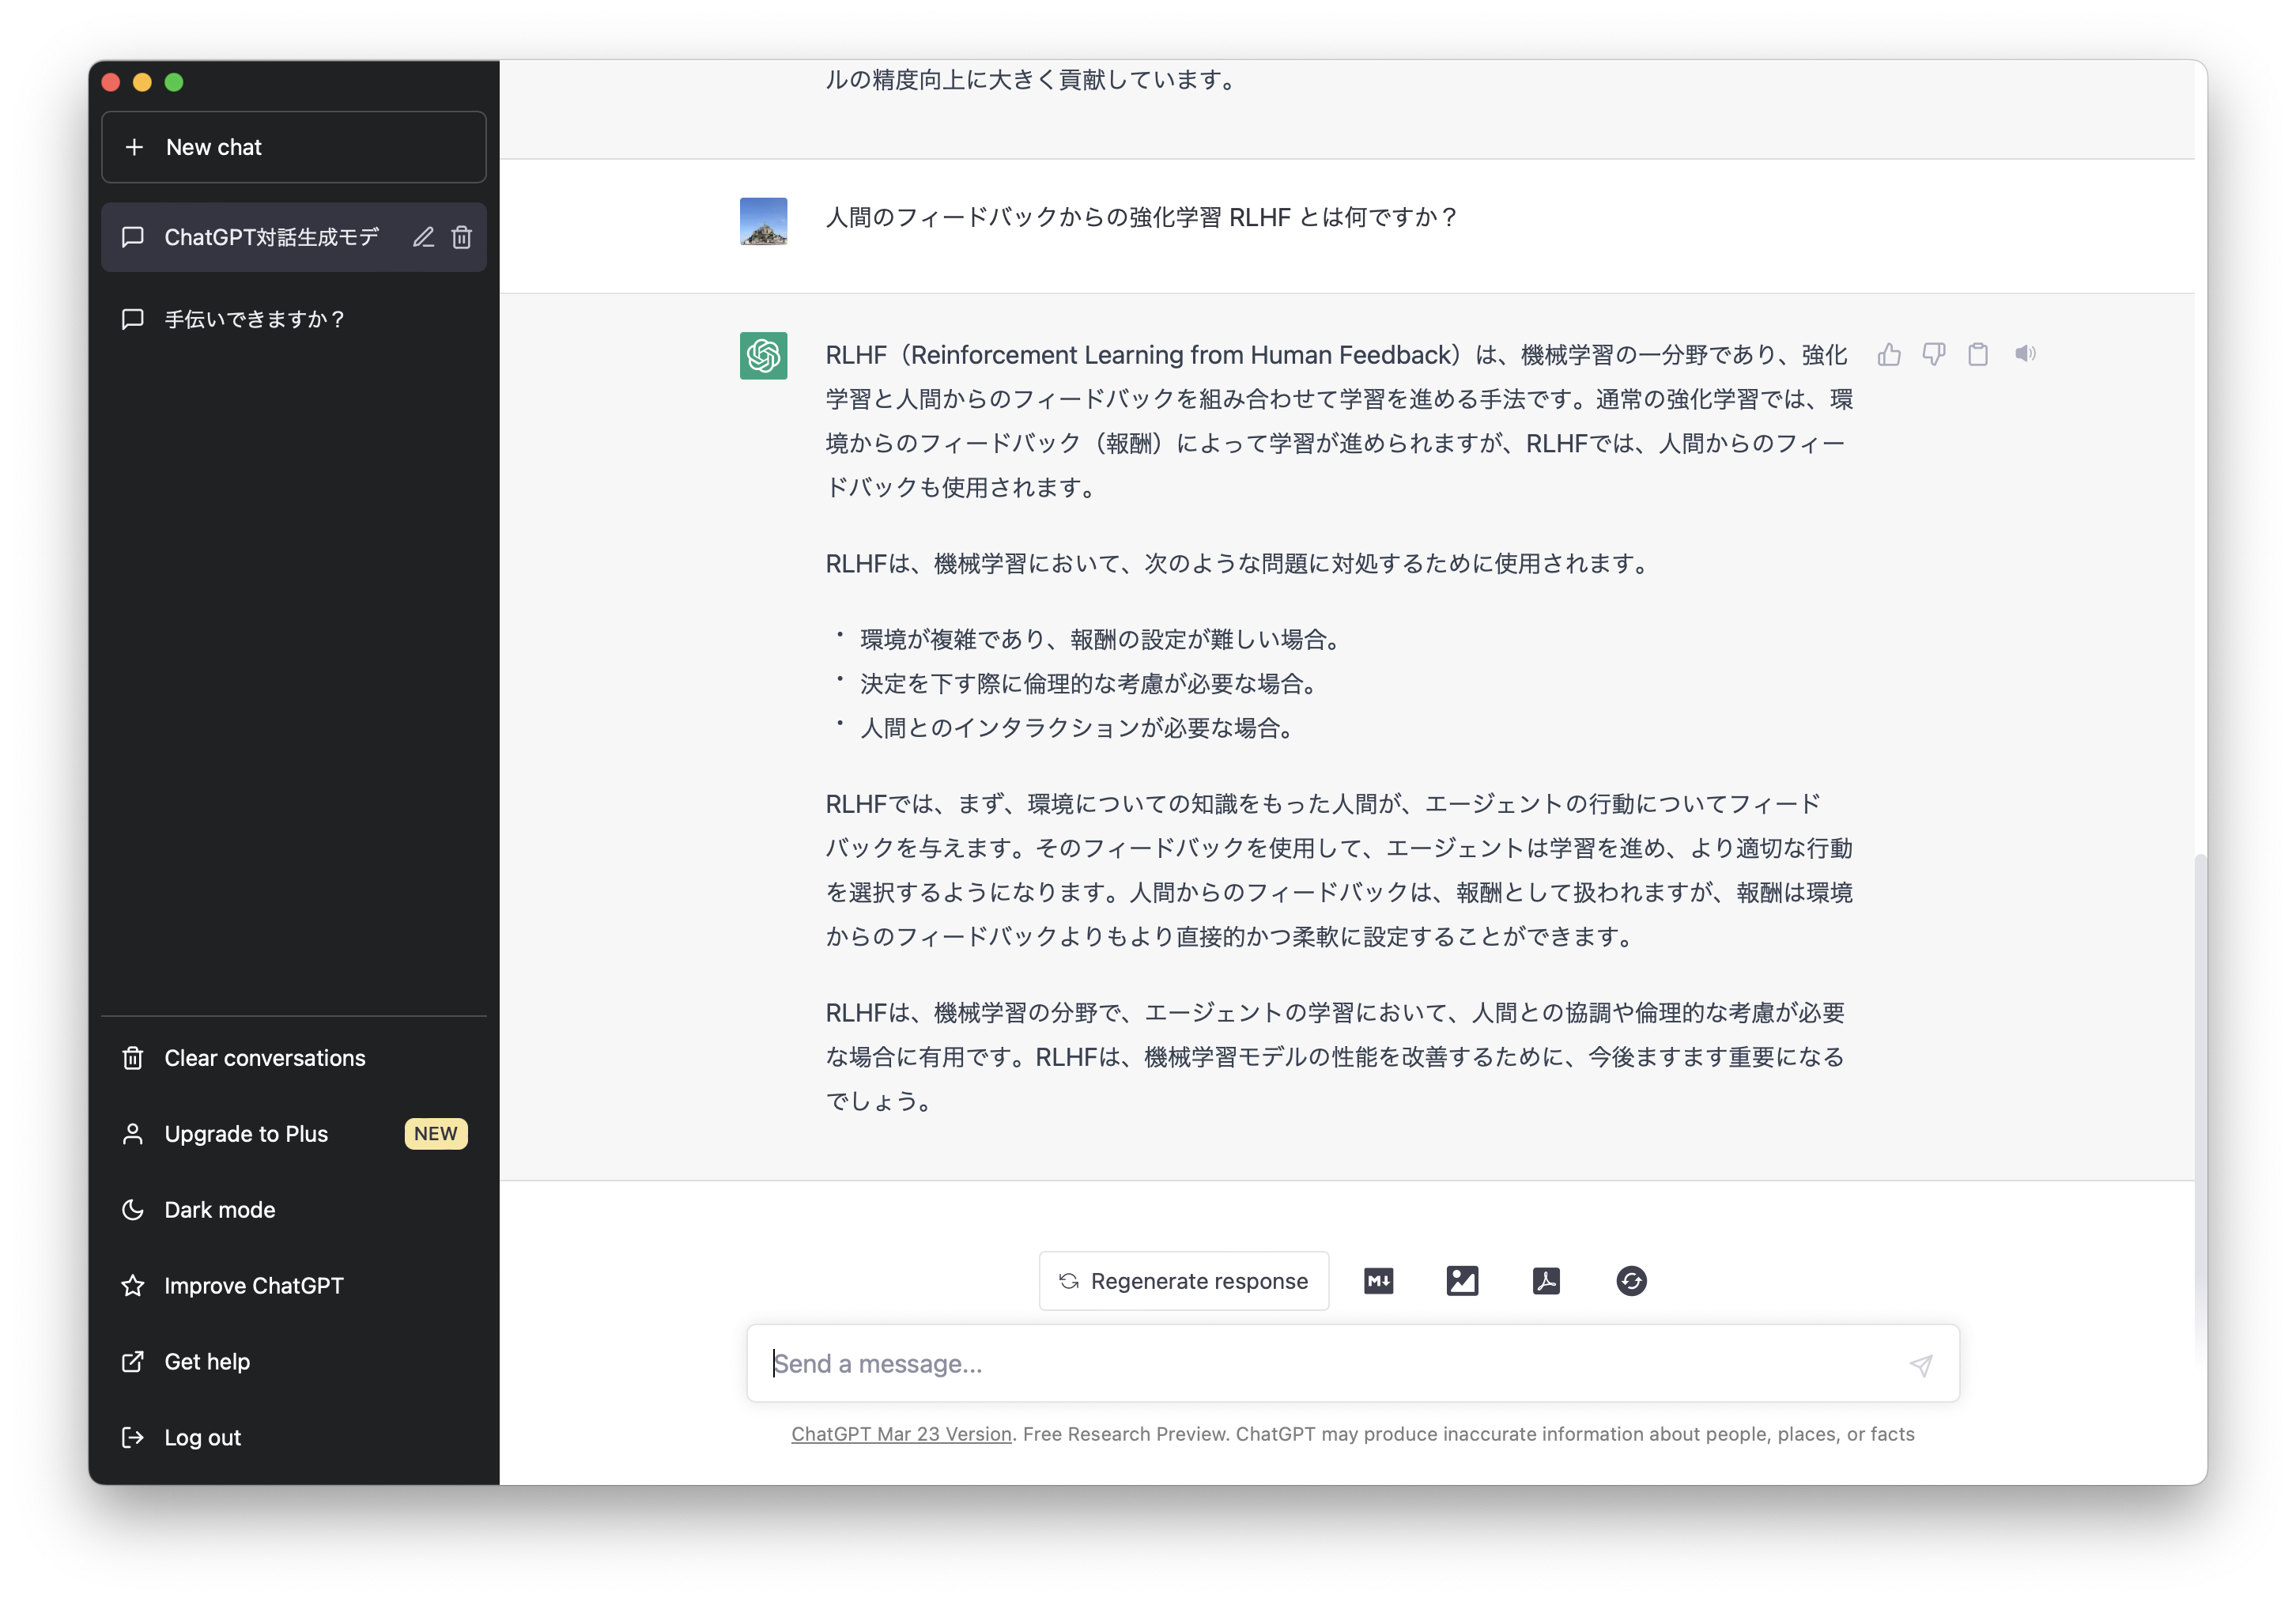 New chat
ChatGPT対話生成モデ
手伝いできますか？
Clear conversations
Upgrade to Plus
NEW
Dark mode
Improve ChatGPT
Get help
Log out
ルの精度向上に大きく貢献しています。
人間のフィードバックからの強化学習 RLHF とは何ですか？
RLHF（Reinforcement Learning from Human Feedback）は、機械学習の一分野であり、強化
学習と人間からのフィードバックを組み合わせて学習を進める手法です。通常の強化学習では、環
境からのフィードバック（報酬）によって学習が進められますが、RLHFでは、人間からのフィー
ドバックも使用されます。
RLHFは、機械学習において、次のような問題に対処するために使用されます。
・ 環境が複雑であり、報酬の設定が難しい場合。
・ 決定を下す際に倫理的な考慮が必要な場合。
・ 人間とのインタラクションが必要な場合。
RLHFでは、まず、環境についての知識をもった人間が、エージェントの行動についてフィード
バックを与えます。そのフィードバックを使用して、エージェントは学習を進め、より適切な行動
を選択するようになります。人間からのフィードバックは、報酬として扱われますが、報酬は環境
からのフィードバックよりもより直接的かつ柔軟に設定することができます。
RLHFは、機械学習の分野で、エージェントの学習において、人間との協調や倫理的な考慮が必要
な場合に有用です。RLHFは、機械学習モデルの性能を改善するために、今後ますます重要になる
でしょう。
Regenerate response
M↓
Send a message...
ChatGPT Mar 23 Version. Free Research Preview. ChatGPT may produce inaccurate information about people, places, or facts